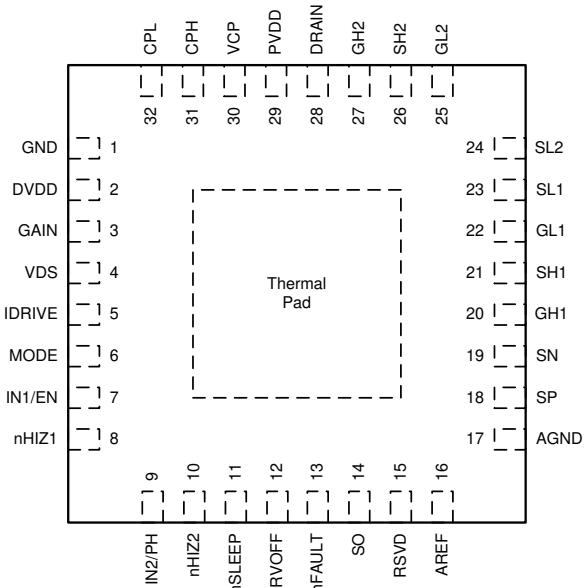 CPL
CPH
VCP
PVDD
DRAIN
GH2
SH2
GL2
32
31
30
29
28
27
26
25
GND 1
DVDD 2
GAIN 3
VDS 4
IDRIVE 5
MODE 6
IN1/EN 7
nHIZ1 8
Thermal
Pad
24 SL2
23 SL1
22 GL1
21 SH1
20 GH1
19 SN
18 SP
17 AGND
9
10
11
12
13
14
15
16
IN2/PH
nHIZ2
SO
RSVD
AREF